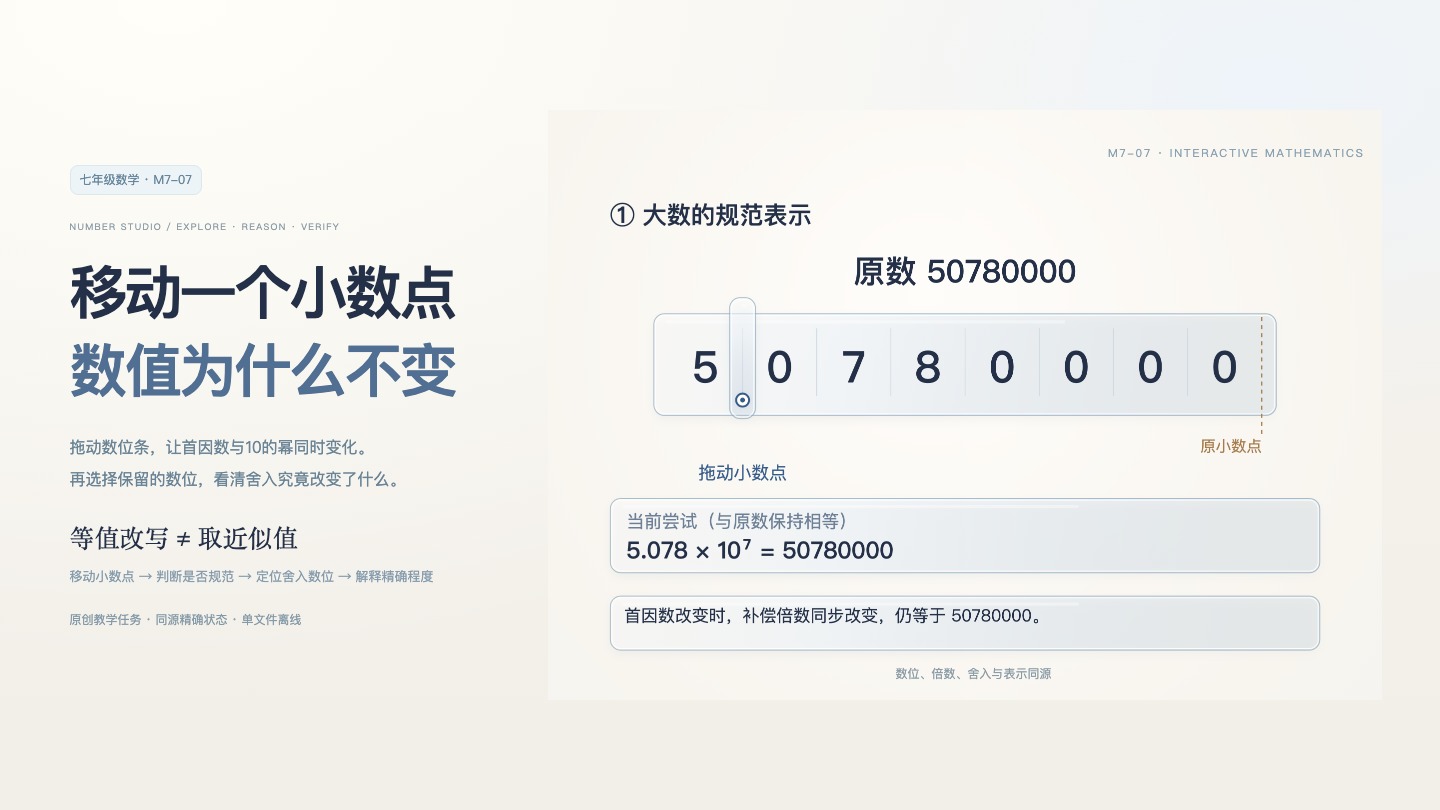 七年级数学 · M7–07
NUMBER STUDIO / EXPLORE · REASON · VERIFY
移动一个小数点
数值为什么不变
拖动数位条，让首因数与10的幂同时变化。
再选择保留的数位，看清舍入究竟改变了什么。
等值改写 ≠ 取近似值
移动小数点 → 判断是否规范 → 定位舍入数位 → 解释精确程度
原创教学任务 · 同源精确状态 · 单文件离线
M7–07 · INTERACTIVE MATHEMATICS
① 大数的规范表示
原数 50780000
5 0 7 8 0 0 0 0
原小数点
拖动小数点
当前尝试（与原数保持相等）
5.078 × 10⁷ = 50780000
首因数改变时，补偿倍数同步改变，仍等于 50780000。
数位、倍数、舍入与表示同源